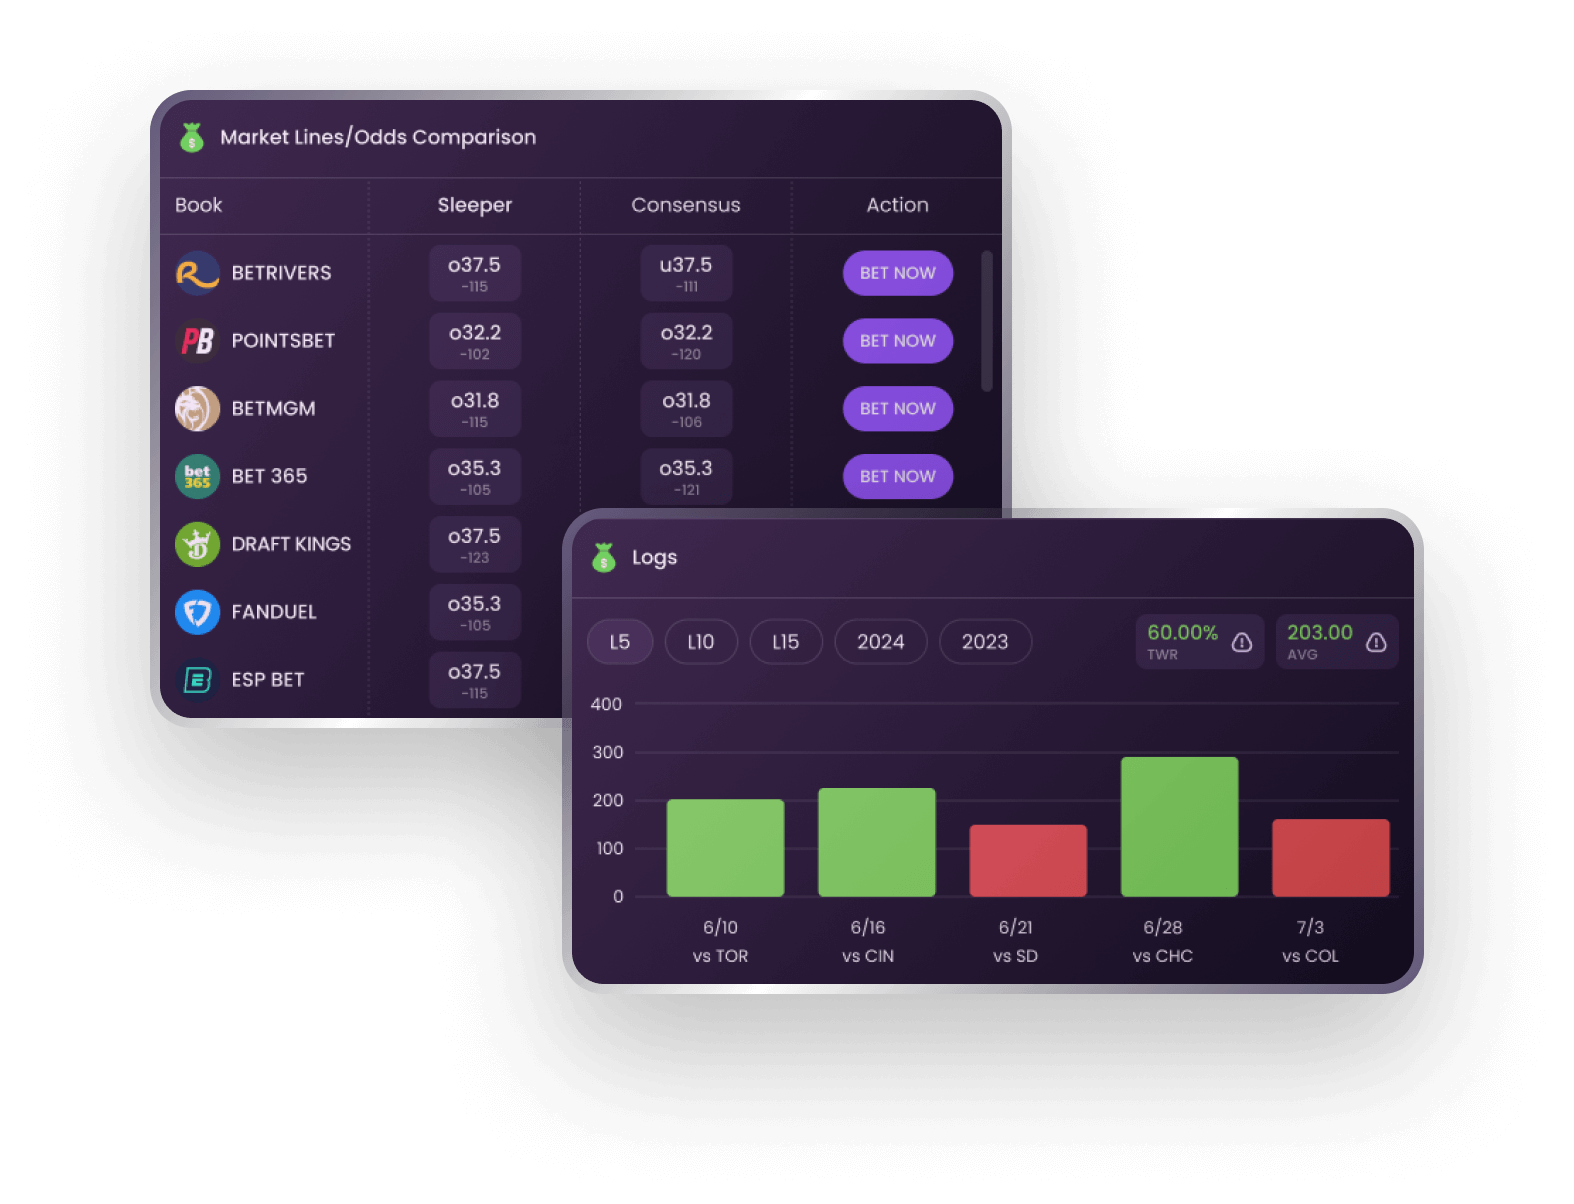 Market Lines/Odds Comparison
Book Sleeper Consensus Action
BETRIVERS o37.5 -115 u37.5 -111 BET NOW
PB POINTSBET o32.2 -102 o32.2 -120 BET NOW
BETMGM o31.8 -115 o31.8 -106 BET NOW
bet 365 BET 365 o35.3 -105 o35.3 -121 BET NOW
DRAFT KINGS o37.5 -123
FANDUEL o35.3 -105
ESP BET o37.5 -115
$ Logs
L5 L10 L15 2024 2023
60.00% TWR
203.00 AVG
400
300
200
100
0
6/10 6/16 6/21 6/28 7/3
vs TOR vs CIN vs SD vs CHC vs COL